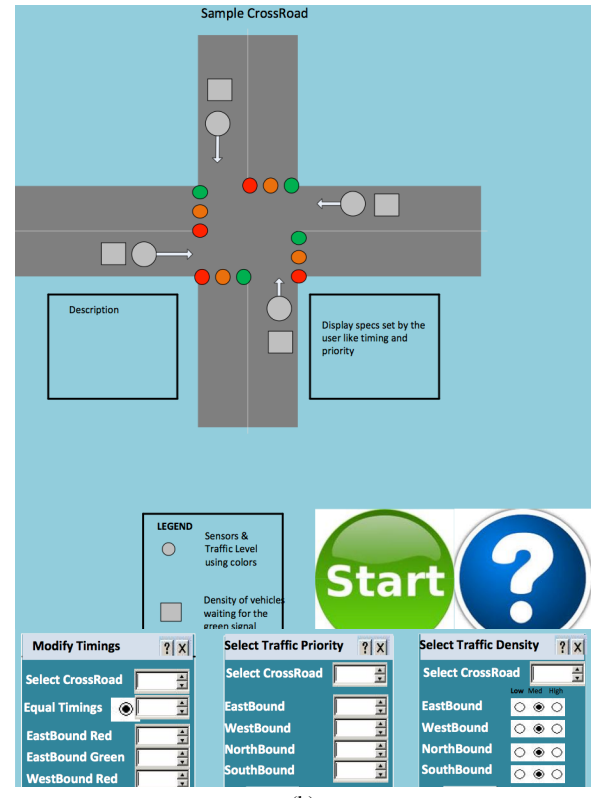 Sample CrossRoad
Description
Display specs set by the
user like timing and
priority
LEGEND
Sensors &
Traffic Level
using colors
Density of vehicles
waiting for the
green signal
Start
?
Modify Timings ? X
Select CrossRoad
Equal Timings
EastBound Red
EastBound Green
WestBound Red
Select Traffic Priority ? X
Select CrossRoad
EastBound
WestBound
NorthBound
SouthBound
Select Traffic Density ? X
Select CrossRoad
Low Med High
EastBound
WestBound
NorthBound
SouthBound